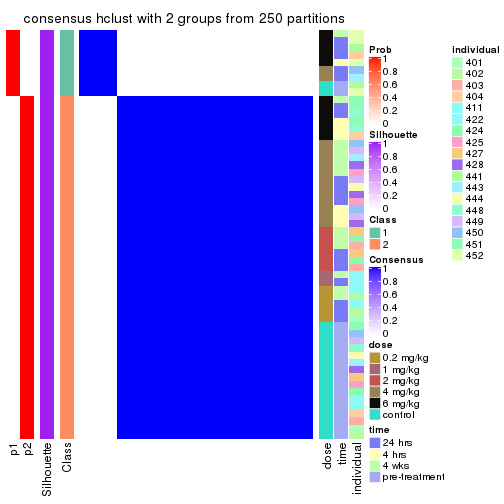 consensus hclust with 2 groups from 250 partitions
Prob
1
0.8
0.6
0.4
0.2
0
Silhouette
1
0.8
0.6
0.4
0.2
0
Class
1
2
Consensus
1
0.8
0.6
0.4
0.2
0
dose
0.2 mg/kg
1 mg/kg
2 mg/kg
4 mg/kg
6 mg/kg
control
time
24 hrs
4 hrs
4 wks
pre-treatment
individual
401
402
403
404
411
422
424
425
427
428
441
443
444
448
449
450
451
452
p1
p2
Silhouette
Class
dose
time
individual